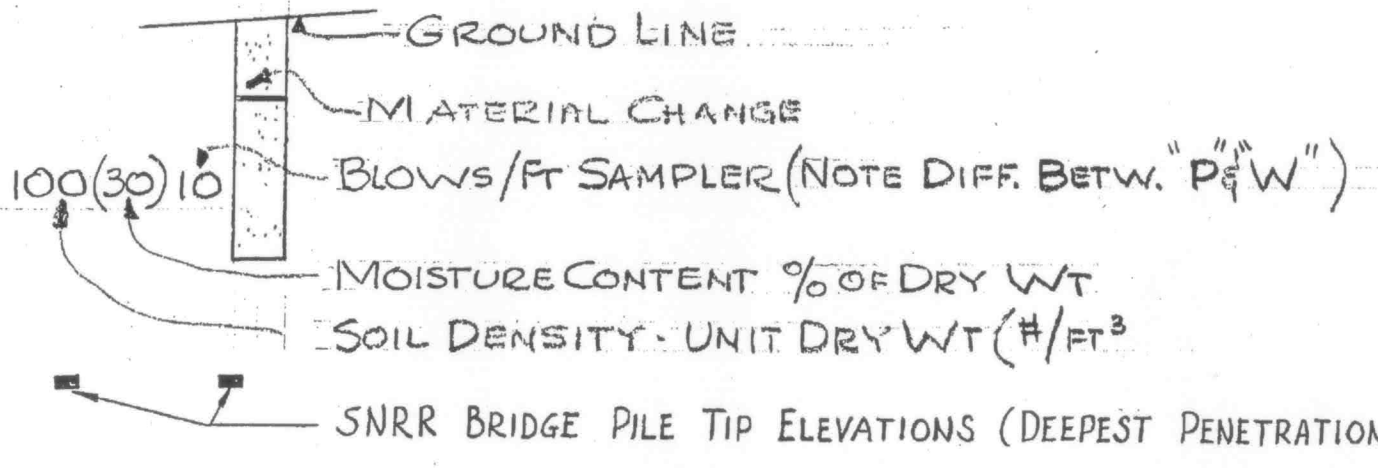 GROUND LINE
MATERIAL CHANGE
100(30)10 BLOWS/FT SAMPLER (NOTE DIFF. BETW. "P" & "W")
MOISTURE CONTENT % OF DRY WT
SOIL DENSITY - UNIT DRY WT (#/FT³
SNRR BRIDGE PILE TIP ELEVATIONS (DEEPEST PENETRATION